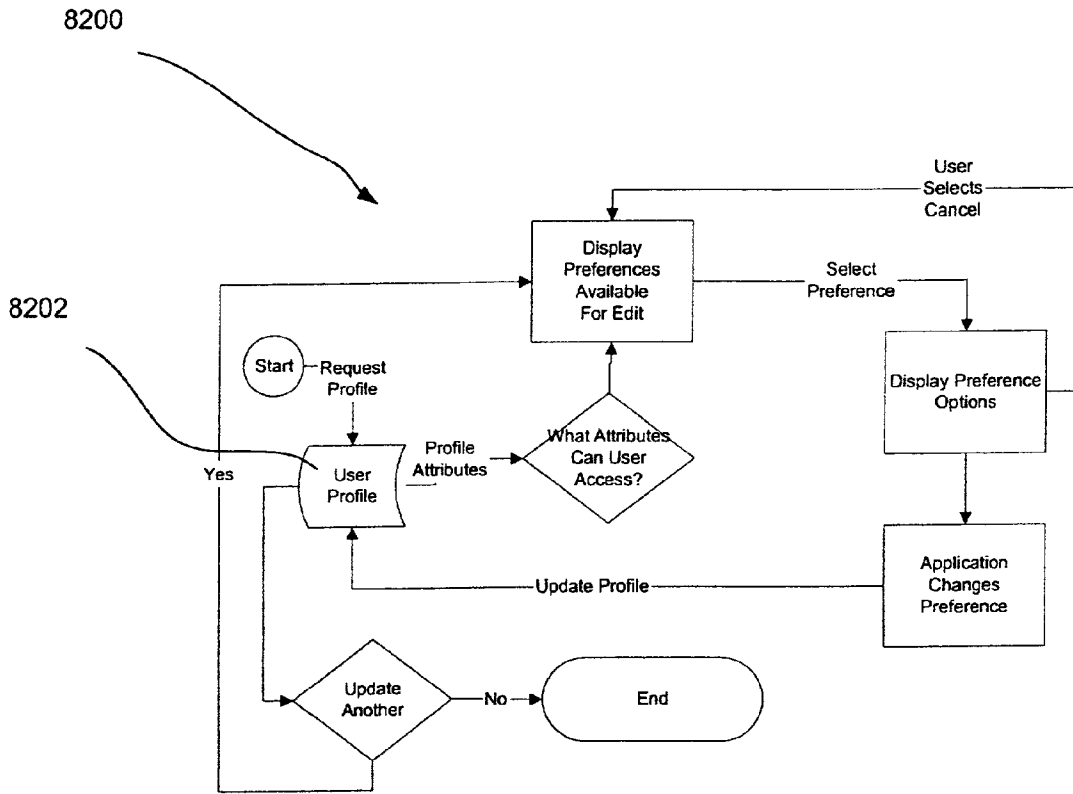 8200
User
Selects
Cancel
Display
Preferences
Available
For Edit
Select
Preference
8202
Start
Request
Profile
Display Preference
Options
What Attributes
Can User
Access?
Profile
Attributes
User
Profile
Yes
Application
Changes
Preference
Update Profile
Update
Another
No
End